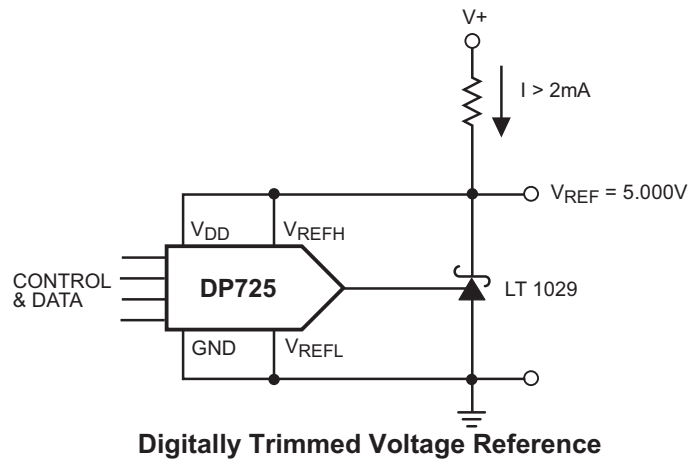 V+
I > 2mA
VREF = 5.000V
VDD
VREFH
CONTROL
& DATA
DP725
LT 1029
GND
VREFL
Digitally Trimmed Voltage Reference